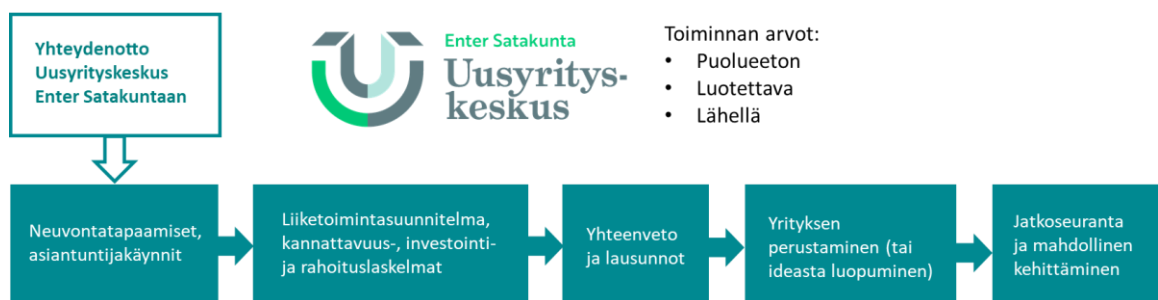 Yhteydenotto
Uusyrityskeskus
Enter Satakuntaan
Enter Satakunta
Uusyritys-
keskus
Toiminnan arvot:
• Puolueeton
• Luotettava
• Lähellä
Neuvontatapaamiset,
asiantuntijakäynnit
Liiketoimintasuunnitelma,
kannattavuus-, investointi-
ja rahoituslaskelmat
Yhteenveto
ja lausunnot
Yrityksen
perustaminen (tai
ideasta luopuminen)
Jatkoseuranta
ja mahdollinen
kehittäminen